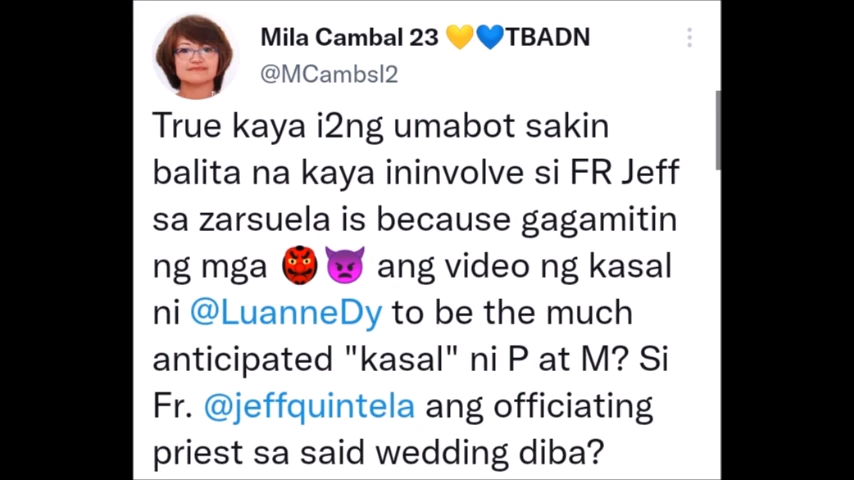 Mila Cambal 23 💛💙TBADN
@MCambsl2
True kaya i2ng umabot sakin
balita na kaya ininvolve si FR Jeff
sa zarsuela is because gagamitin
ng mga 👹👿 ang video ng kasal
ni @LuanneDy to be the much
anticipated "kasal" ni P at M? Si
Fr. @jeffquintela ang officiating
priest sa said wedding diba?